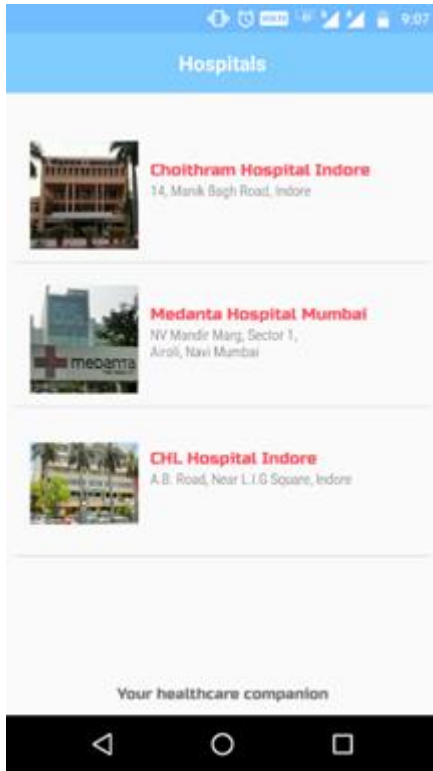 9:07
Hospitals
Choithram Hospital Indore
14, Manik Bagh Road, Indore
Medanta Hospital Mumbai
NV Mandir Marg, Sector 1,
Airoli, Navi Mumbai
medanta
CHL Hospital Indore
A.B. Road, Near L.I.G Square, Indore
Your healthcare companion